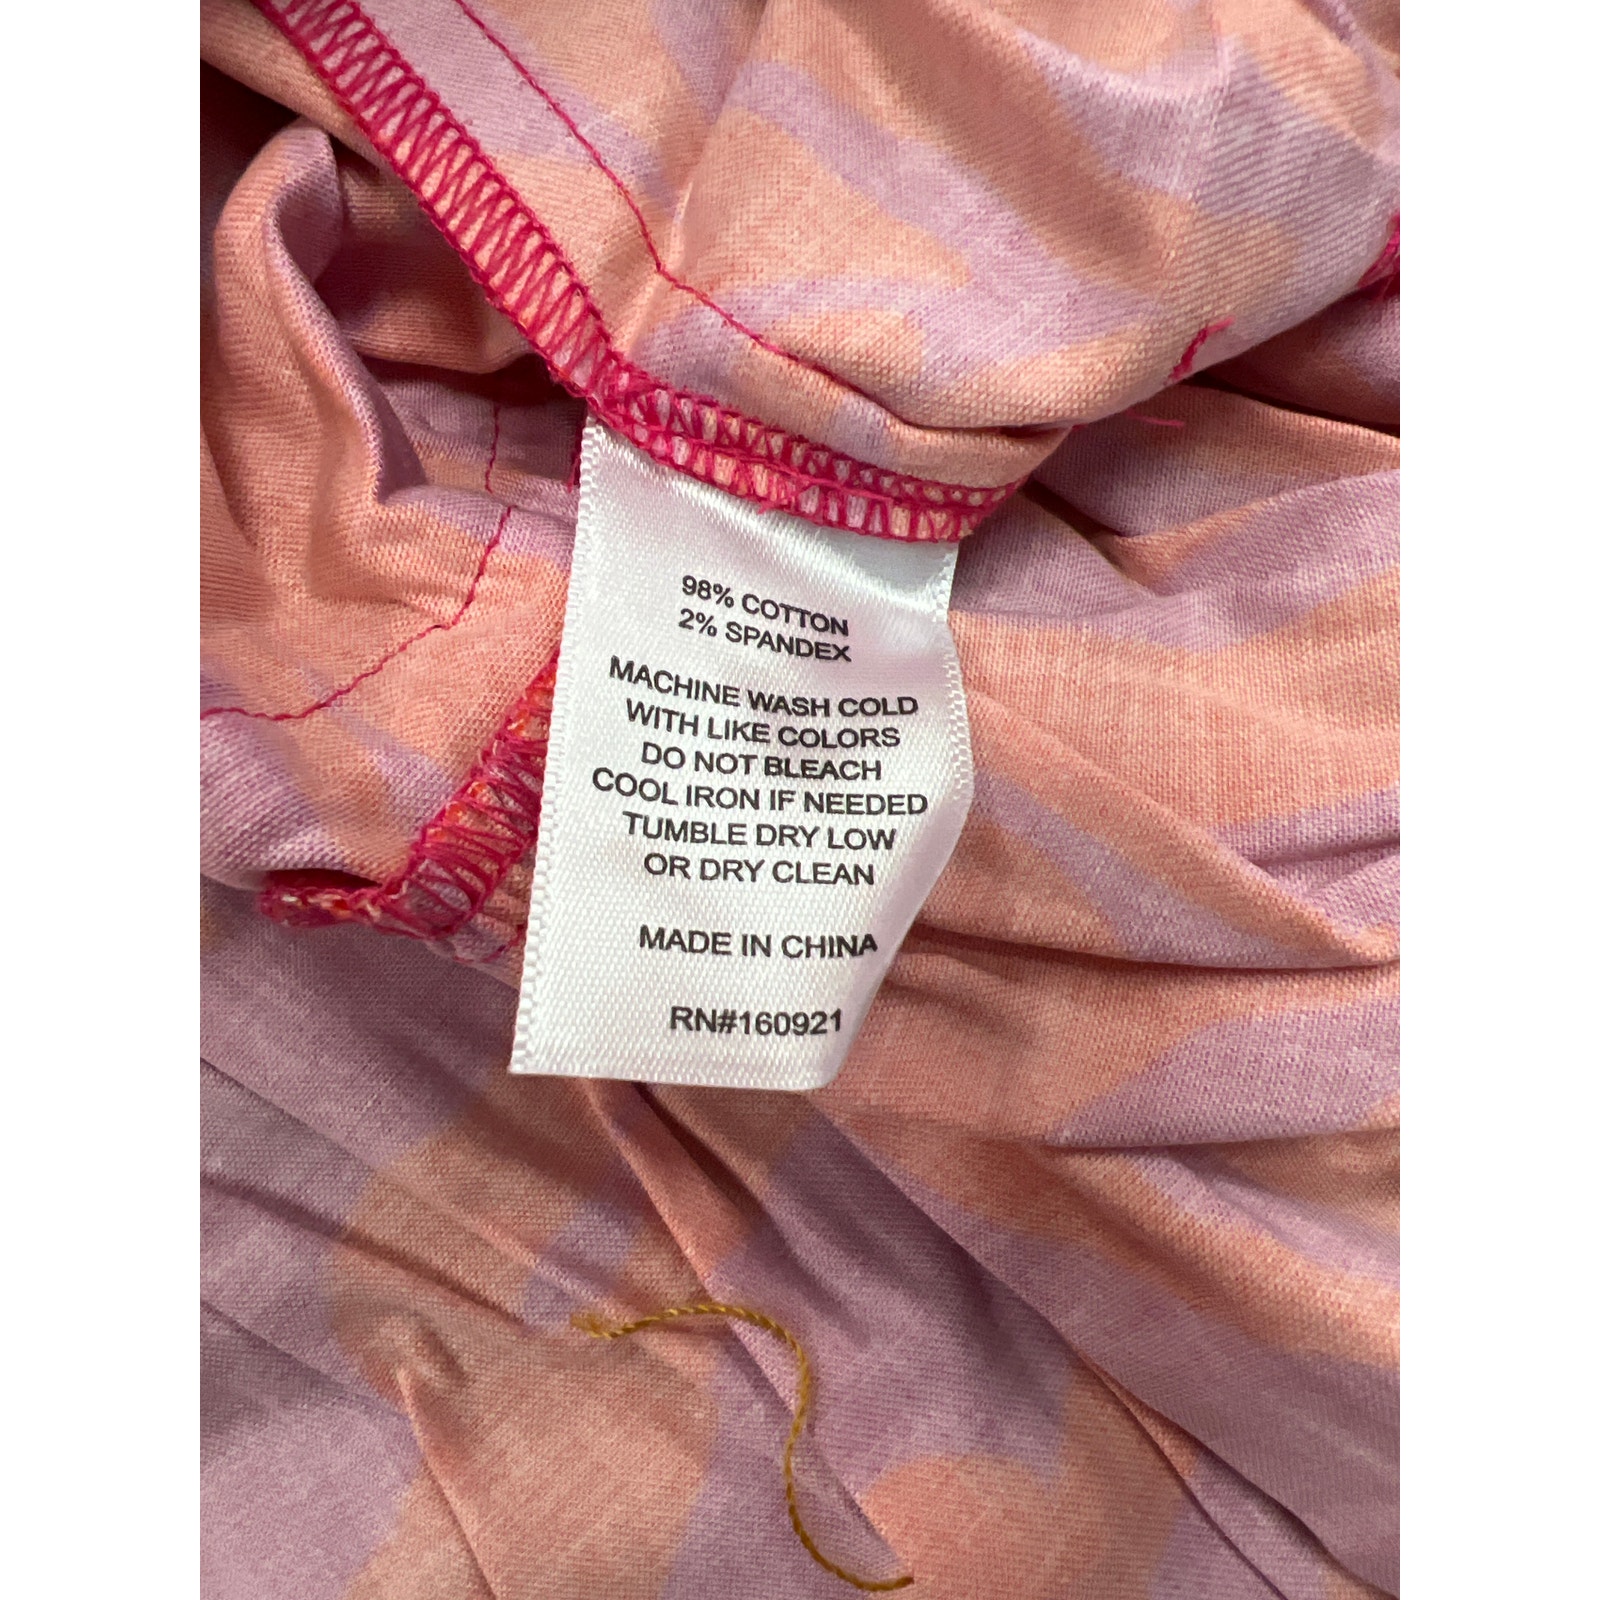 98% COTTON
2% SPANDEX
MACHINE WASH COLD
WITH LIKE COLORS
DO NOT BLEACH
COOL IRON IF NEEDED
TUMBLE DRY LOW
OR DRY CLEAN
MADE IN CHINA
RN#160921